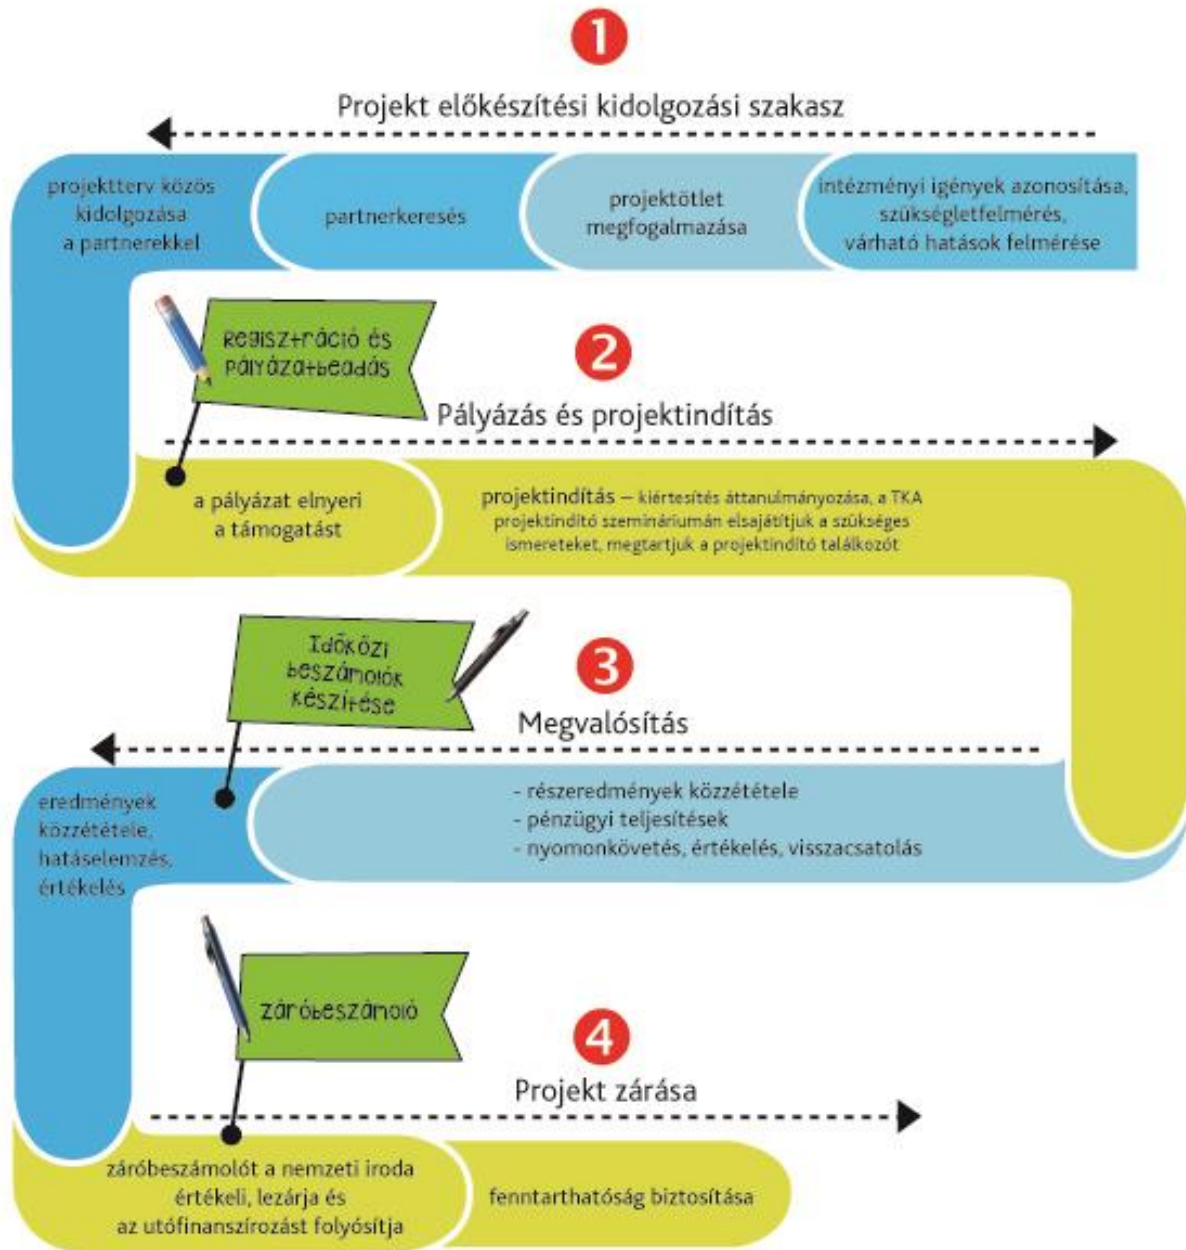 1
Projekt előkészítési kidolgozási szakasz
intézményi igények azonosítása,
szükségletfelmérés,
várható hatások felmérése
projektötlet
megfogalmazása
partnerkeresés
projektterv közös
kidolgozása
a partnerekkel
Regisztráció és
pályázatbeadás
2
Pályázás és projektindítás
a pályázat elnyeri
a támogatást
projektindítás – kiértesítés áttanulmányozása, a TKA
projektindító szemináriumán elsajátítjuk a szükséges
ismereteket, megtartjuk a projektindító találkozót
3
Megvalósítás
- részeredmények közzététele
- pénzügyi teljesítések
- nyomonkövetés, értékelés, visszacsatolás
Időközi
beszámolók
készítése
eredmények
közzététele,
hatáselemzés,
értékelés
záróbeszámoló
4
Projekt zárása
záróbeszámolót a nemzeti iroda
értékeli, lezárja és
az utófinanszírozást folyósítja
fenntarthatóság biztosítása